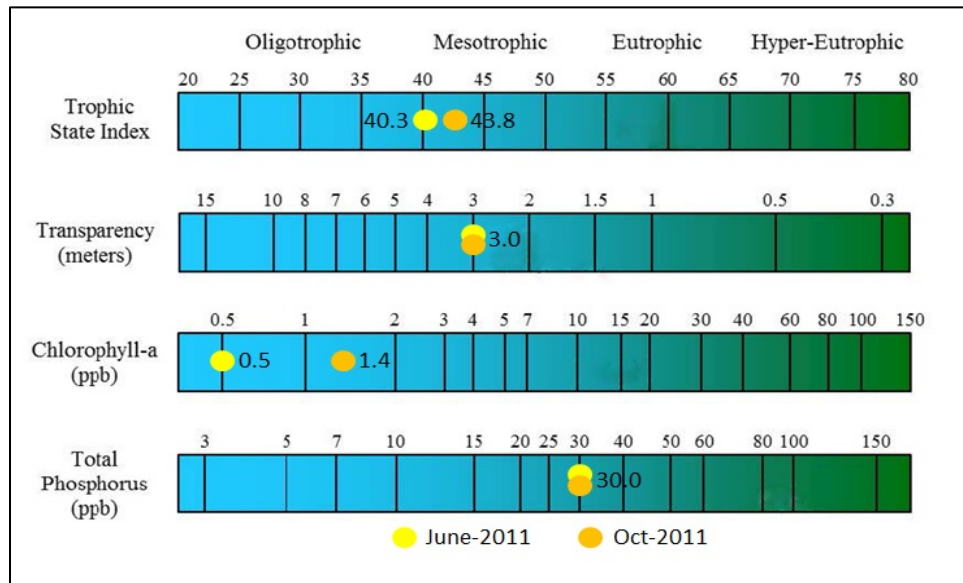 Oligotrophic Mesotrophic Eutrophic Hyper-Eutrophic
20 25 30 35 40 45 50 55 60 65 70 75 80
Trophic
State Index
40.3 43.8
15 10 8 7 6 5 4 3 2 1.5 1 0.5 0.3
Transparency
(meters)
3.0
0.5 1 2 3 4 5 7 10 15 20 30 40 60 80 100 150
Chlorophyll-a
(ppb)
0.5 1.4
3 5 7 10 15 20 25 30 40 50 60 80 100 150
Total
Phosphorus
(ppb)
30.0
June-2011 Oct-2011